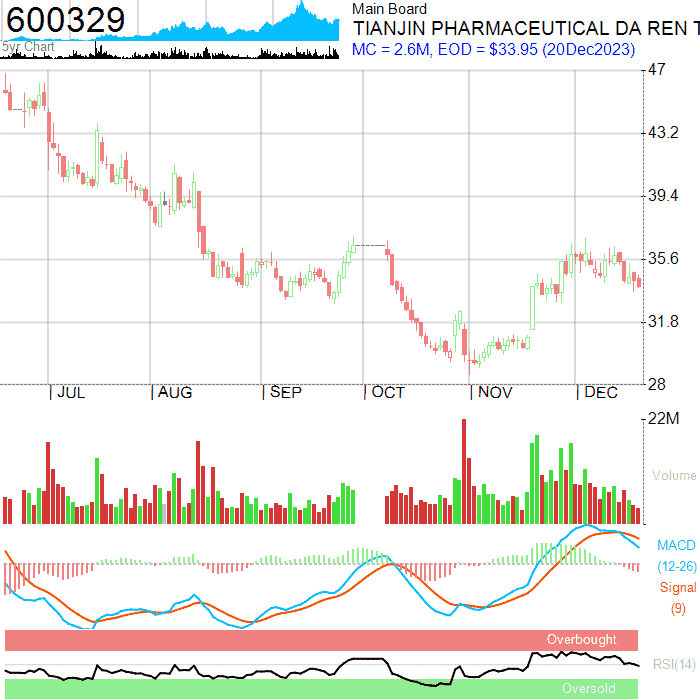 600329
5yr Chart
Main Board
TIANJIN PHARMACEUTICAL DA REN T
MC = 2.6M, EOD = $33.95 (20Dec2023)
47
43.2
39.4
35.6
31.8
28
JUL
AUG
SEP
OCT
NOV
DEC
22M
Volume
MACD
(12-26)
Signal
(9)
Overbought
RSI(14)
Oversold